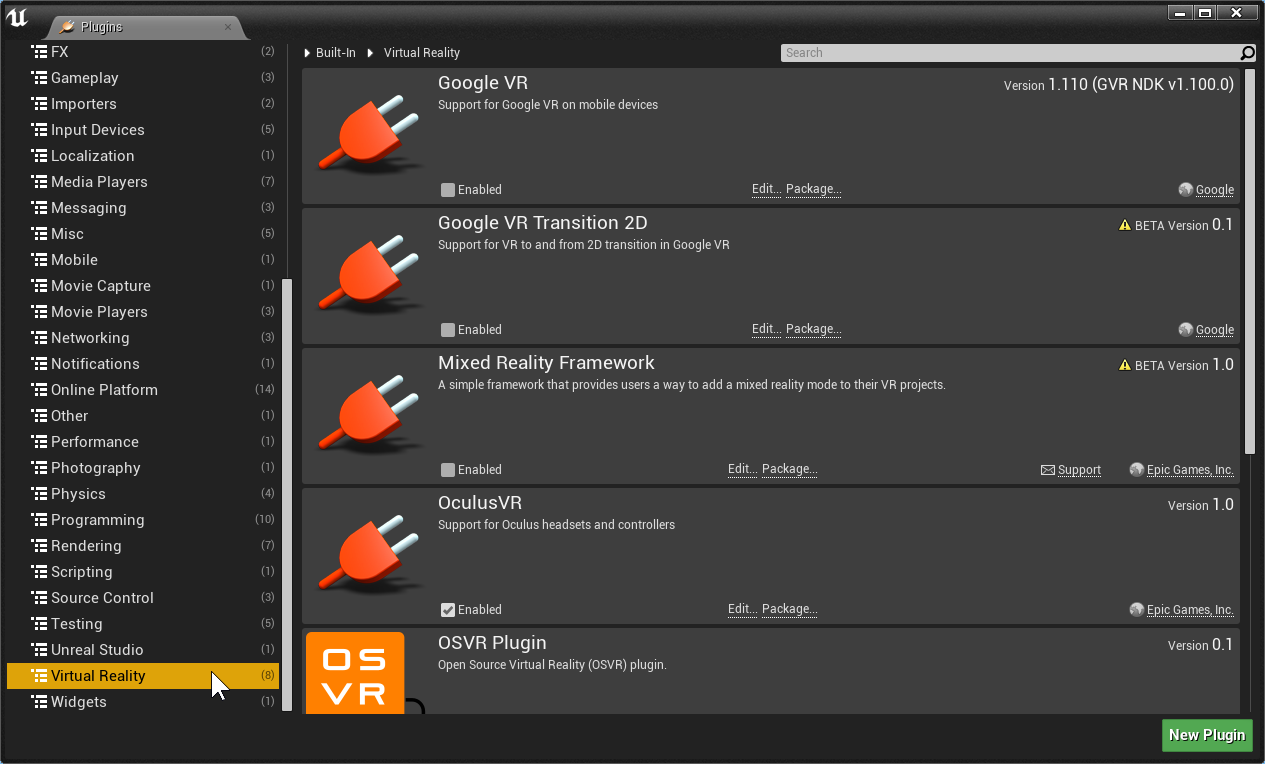 Plugins
FX (2)
Gameplay (3)
Importers (2)
Input Devices (5)
Localization (1)
Media Players (7)
Messaging (3)
Misc (5)
Mobile (1)
Movie Capture (1)
Movie Players (3)
Networking (3)
Notifications (1)
Online Platform (14)
Other (1)
Performance (1)
Photography (1)
Physics (4)
Programming (10)
Rendering (7)
Scripting (1)
Source Control (3)
Testing (5)
Unreal Studio (1)
Virtual Reality (8)
Widgets (1)
Built-In Virtual Reality
Search
Google VR
Version 1.110 (GVR NDK v1.100.0)
Support for Google VR on mobile devices
Enabled Edit... Package... Google
Google VR Transition 2D
BETA Version 0.1
Support for VR to and from 2D transition in Google VR
Enabled Edit... Package... Google
Mixed Reality Framework
BETA Version 1.0
A simple framework that provides users a way to add a mixed reality mode to their VR projects.
Enabled Edit... Package... Support Epic Games, Inc.
OculusVR
Version 1.0
Support for Oculus headsets and controllers
Enabled Edit... Package... Epic Games, Inc.
OS
VR
OSVR Plugin
Version 0.1
Open Source Virtual Reality (OSVR) plugin.
New Plugin